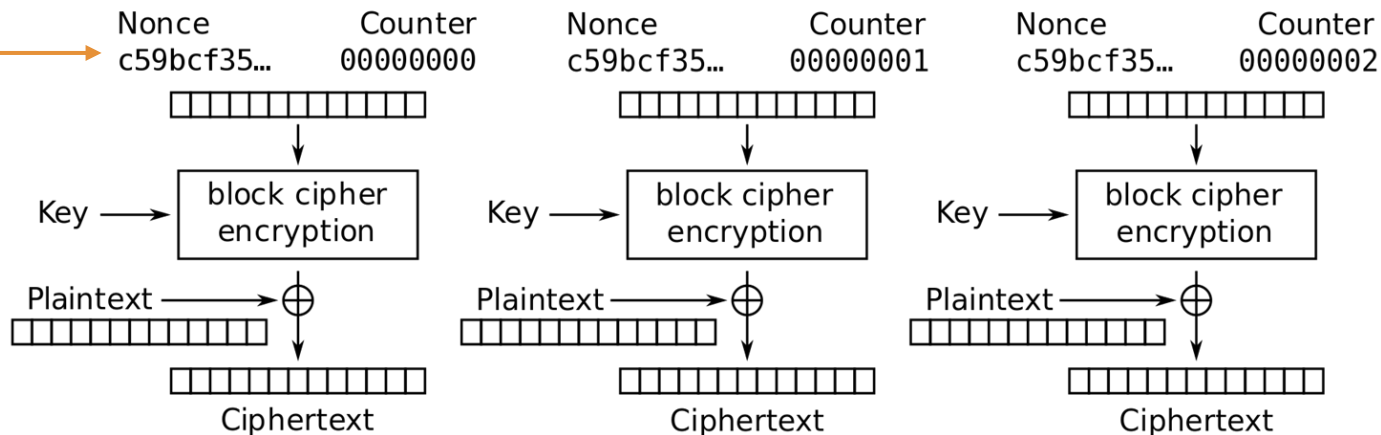 Nonce Counter Nonce Counter Nonce Counter
c59bcf35… 00000000 c59bcf35… 00000001 c59bcf35… 00000002
block cipher block cipher block cipher
Key encryption Key encryption Key encryption
Plaintext Plaintext Plaintext
Ciphertext Ciphertext Ciphertext